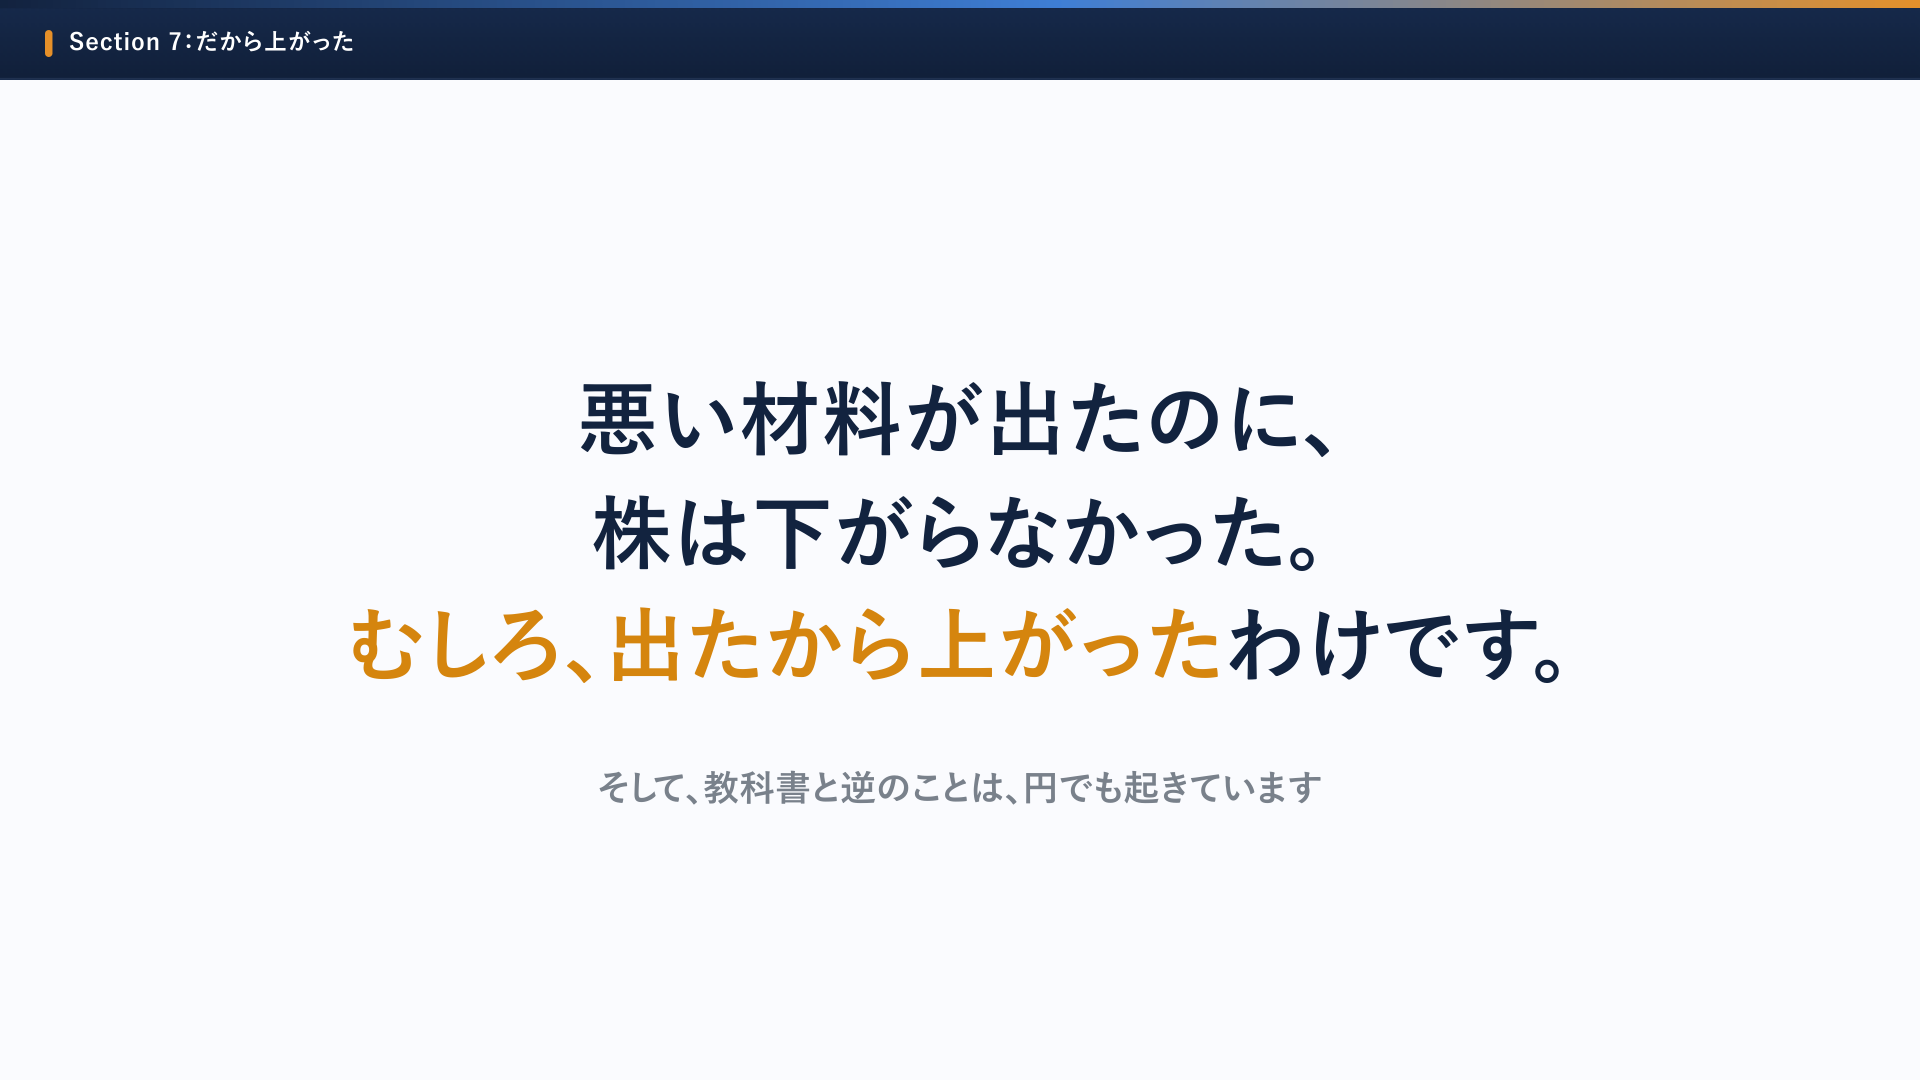 Section 7：だから上がった
悪い材料が出たのに、
株は下がらなかった。
むしろ、出たから上がったわけです。
そして、教科書と逆のことは、円でも起きています